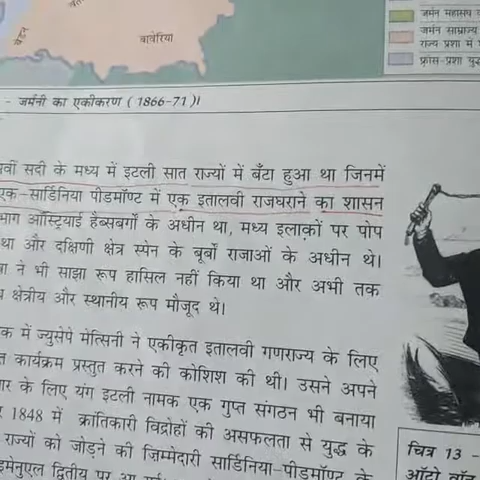 बावेरिया
जर्मन महासंघ
जर्मन साम्राज्य
राज्य प्रशा में
फ्रांस-प्रशा युद्ध
- जर्मनी का एकीकरण (1866-71)।
सदी के मध्य में इटली सात राज्यों में बँटा हुआ था जिनमें
एक-सार्डिनिया पीडमॉण्ट में एक इतालवी राजघराने का शासन
भाग ऑस्ट्रियाई हैब्सबर्गों के अधीन था, मध्य इलाकों पर पोप
था और दक्षिणी क्षेत्र स्पेन के बूर्बों राजाओं के अधीन थे।
ने भी साझा रूप हासिल नहीं किया था और अभी तक
क्षेत्रीय और स्थानीय रूप मौजूद थे।
में ज्युसेपे मेत्सिनी ने एकीकृत इतालवी गणराज्य के लिए
कार्यक्रम प्रस्तुत करने की कोशिश की थी। उसने अपने
के लिए यंग इटली नामक एक गुप्त संगठन भी बनाया
1848 में क्रांतिकारी विद्रोहों की असफलता से युद्ध के
राज्यों को जोड़ने की ज़िम्मेदारी सार्डिनिया-पीडमॉण्ट के
द्वितीय पर आ
चित्र 13 -
ऑटो वॉन